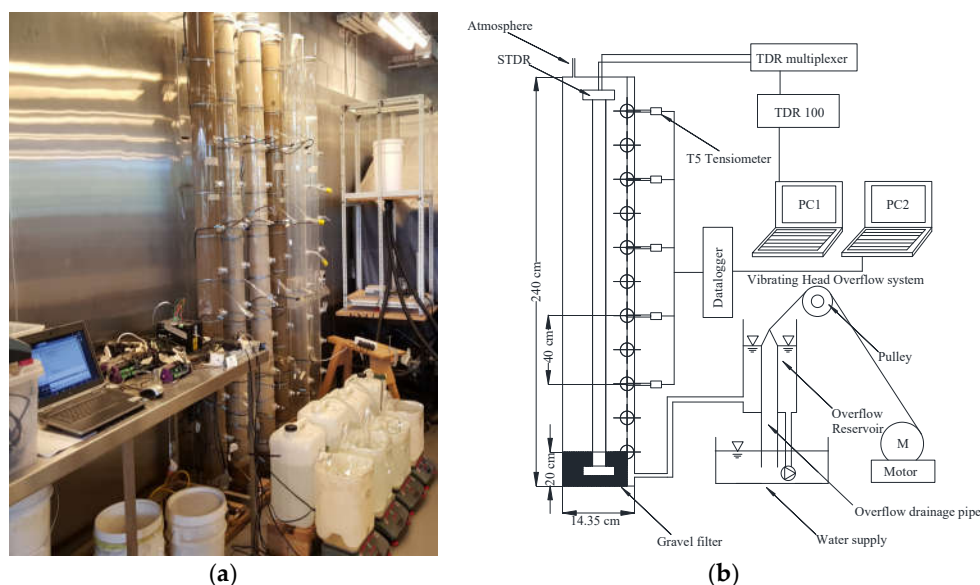 Atmosphere
STDR
TDR multiplexer
TDR 100
T5 Tensiometer
PC1
PC2
Datalogger
Vibrating Head Overflow system
240 cm
40 cm
Pulley
Overflow
Reservoir
M
Motor
20 cm
14.35 cm
Gravel filter
Overflow drainage pipe
Water supply
(a)
(b)